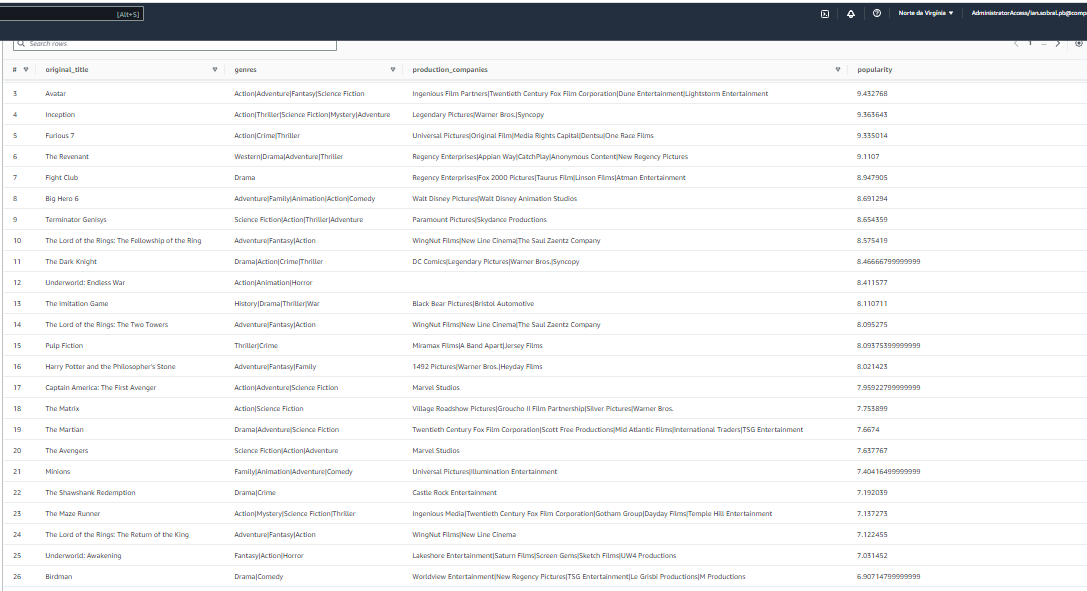 [Alt+S] Norte da Virgínia AdministratorAccess/ian.sobral.pb@comp
Search rows 1 ...
# original_title genres production_companies popularity
3 Avatar Action|Adventure|Fantasy|Science Fiction Ingenious Film Partners|Twentieth Century Fox Film Corporation|Dune Entertainment|Lightstorm Entertainment 9.432768
4 Inception Action|Thriller|Science Fiction|Mystery|Adventure Legendary Pictures|Warner Bros.|Syncopy 9.363643
5 Furious 7 Action|Crime|Thriller Universal Pictures|Original Film|Media Rights Capital|Dentsu|One Race Films 9.335014
6 The Revenant Western|Drama|Adventure|Thriller Regency Enterprises|Appian Way|CatchPlay|Anonymous Content|New Regency Pictures 9.1107
7 Fight Club Drama Regency Enterprises|Fox 2000 Pictures|Taurus Film|Linson Films|Atman Entertainment 8.947905
8 Big Hero 6 Adventure|Family|Animation|Action|Comedy Walt Disney Pictures|Walt Disney Animation Studios 8.691294
9 Terminator Genisys Science Fiction|Action|Thriller|Adventure Paramount Pictures|Skydance Productions 8.654359
10 The Lord of the Rings: The Fellowship of the Ring Adventure|Fantasy|Action WingNut Films|New Line Cinema|The Saul Zaentz Company 8.575419
11 The Dark Knight Drama|Action|Crime|Thriller DC Comics|Legendary Pictures|Warner Bros.|Syncopy 8.46666799999999
12 Underworld: Endless War Action|Animation|Horror 8.411577
13 The Imitation Game History|Drama|Thriller|War Black Bear Pictures|Bristol Automotive 8.110711
14 The Lord of the Rings: The Two Towers Adventure|Fantasy|Action WingNut Films|New Line Cinema|The Saul Zaentz Company 8.095275
15 Pulp Fiction Thriller|Crime Miramax Films|A Band Apart|Jersey Films 8.09375399999999
16 Harry Potter and the Philosopher's Stone Adventure|Fantasy|Family 1492 Pictures|Warner Bros.|Heyday Films 8.021423
17 Captain America: The First Avenger Action|Adventure|Science Fiction Marvel Studios 7.95922799999999
18 The Matrix Action|Science Fiction Village Roadshow Pictures|Groucho II Film Partnership|Silver Pictures|Warner Bros. 7.753899
19 The Martian Drama|Adventure|Science Fiction Twentieth Century Fox Film Corporation|Scott Free Productions|Mid Atlantic Films|International Traders|TSG Entertainment 7.6674
20 The Avengers Science Fiction|Action|Adventure Marvel Studios 7.637767
21 Minions Family|Animation|Adventure|Comedy Universal Pictures|Illumination Entertainment 7.40416499999999
22 The Shawshank Redemption Drama|Crime Castle Rock Entertainment 7.192039
23 The Maze Runner Action|Mystery|Science Fiction|Thriller Ingenious Media|Twentieth Century Fox Film Corporation|Gotham Group|Dayday Films|Temple Hill Entertainment 7.137273
24 The Lord of the Rings: The Return of the King Adventure|Fantasy|Action WingNut Films|New Line Cinema 7.122455
25 Underworld: Awakening Fantasy|Action|Horror Lakeshore Entertainment|Saturn Films|Screen Gems|Sketch Films|UW4 Productions 7.031452
26 Birdman Drama|Comedy Worldview Entertainment|New Regency Pictures|TSG Entertainment|Le Grisbi Productions|M Productions 6.90714799999999